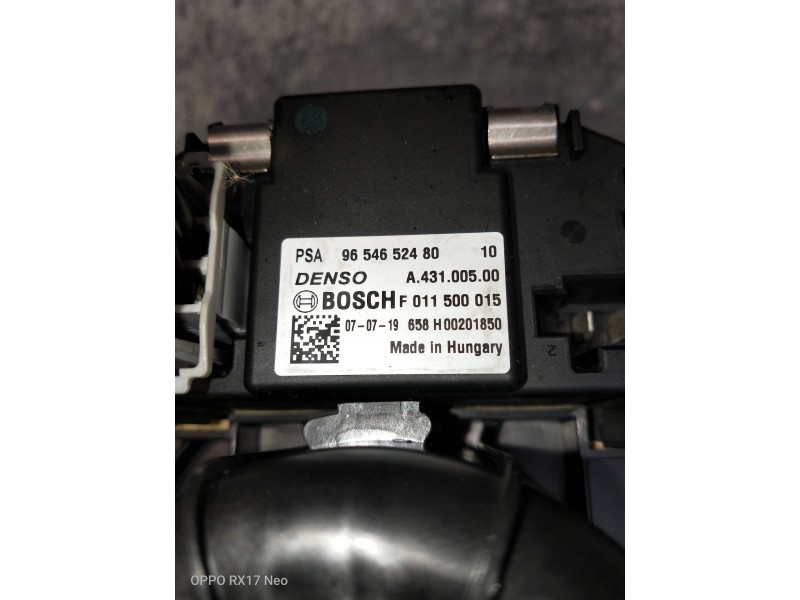 PSA 96 546 524 80 10
DENSO A.431.005.00
BOSCH F 011 500 015
07-07-19 658 H00201850
Made in Hungary
2
OPPO RX17 Neo